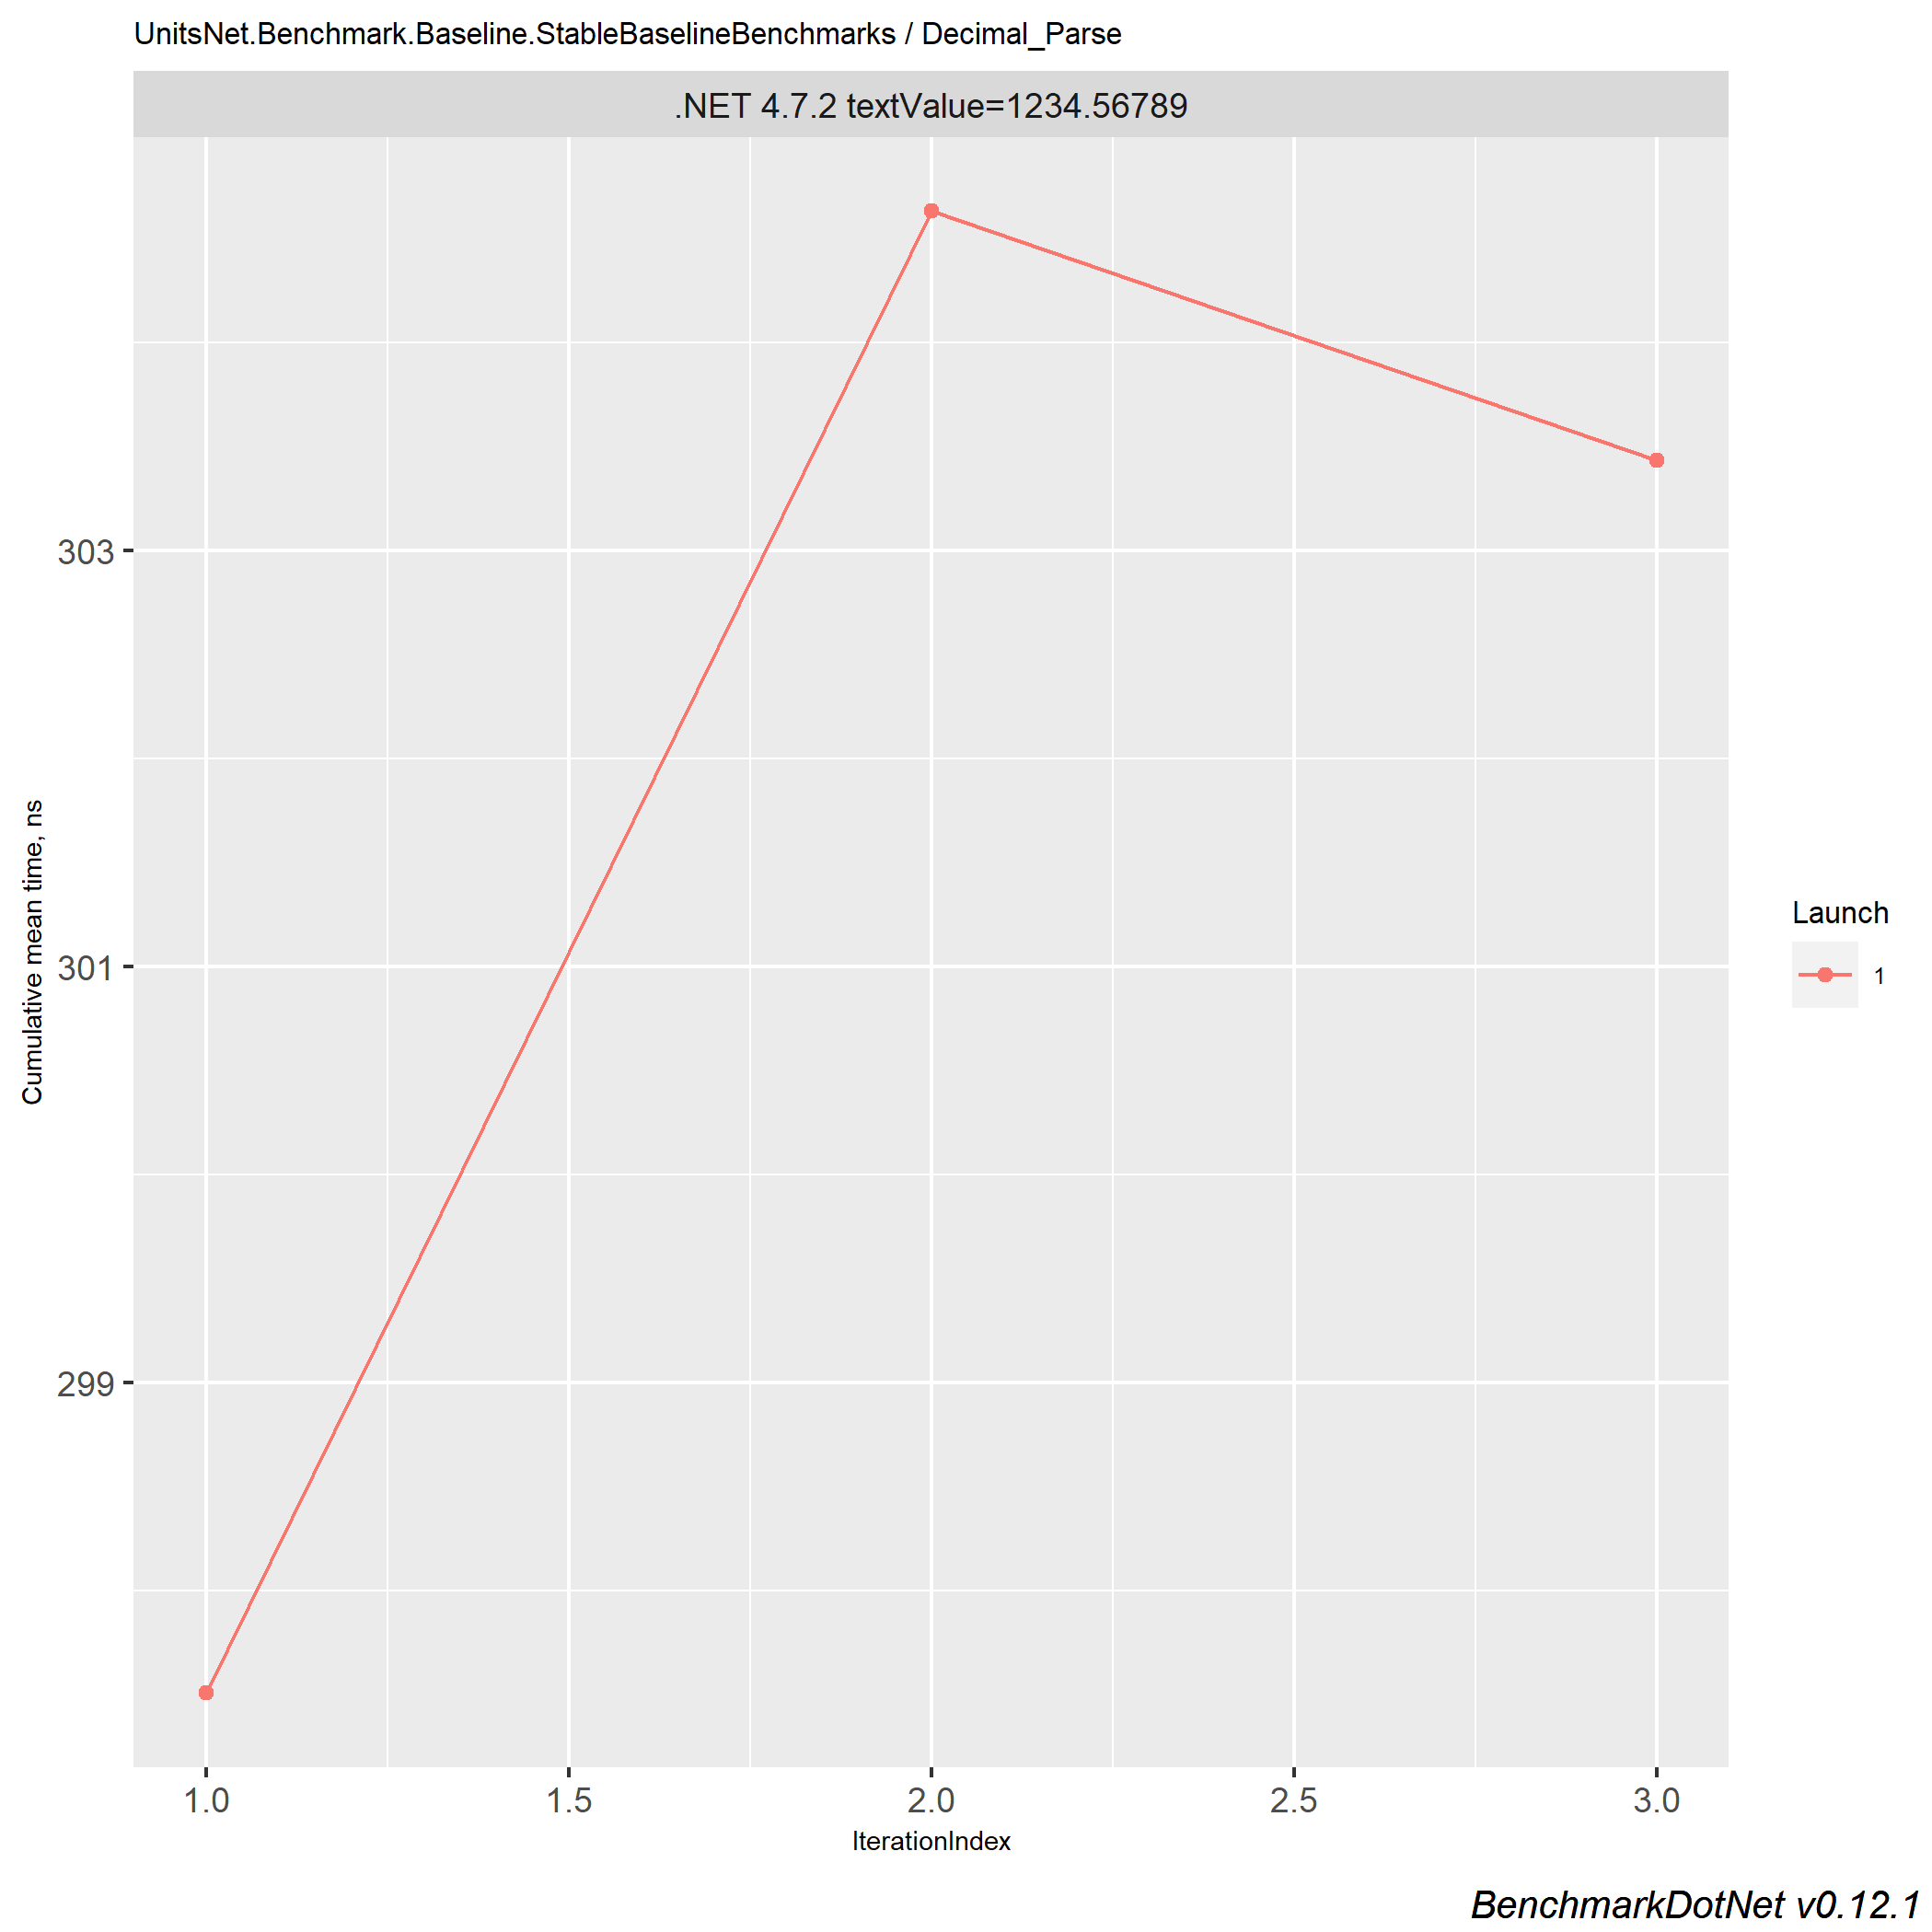 UnitsNet.Benchmark.Baseline.StableBaselineBenchmarks / Decimal_Parse
.NET 4.7.2 textValue=1234.56789
303
301
299
Cumulative mean time, ns
1.0 1.5 2.0 2.5 3.0
IterationIndex
Launch
1
BenchmarkDotNet v0.12.1